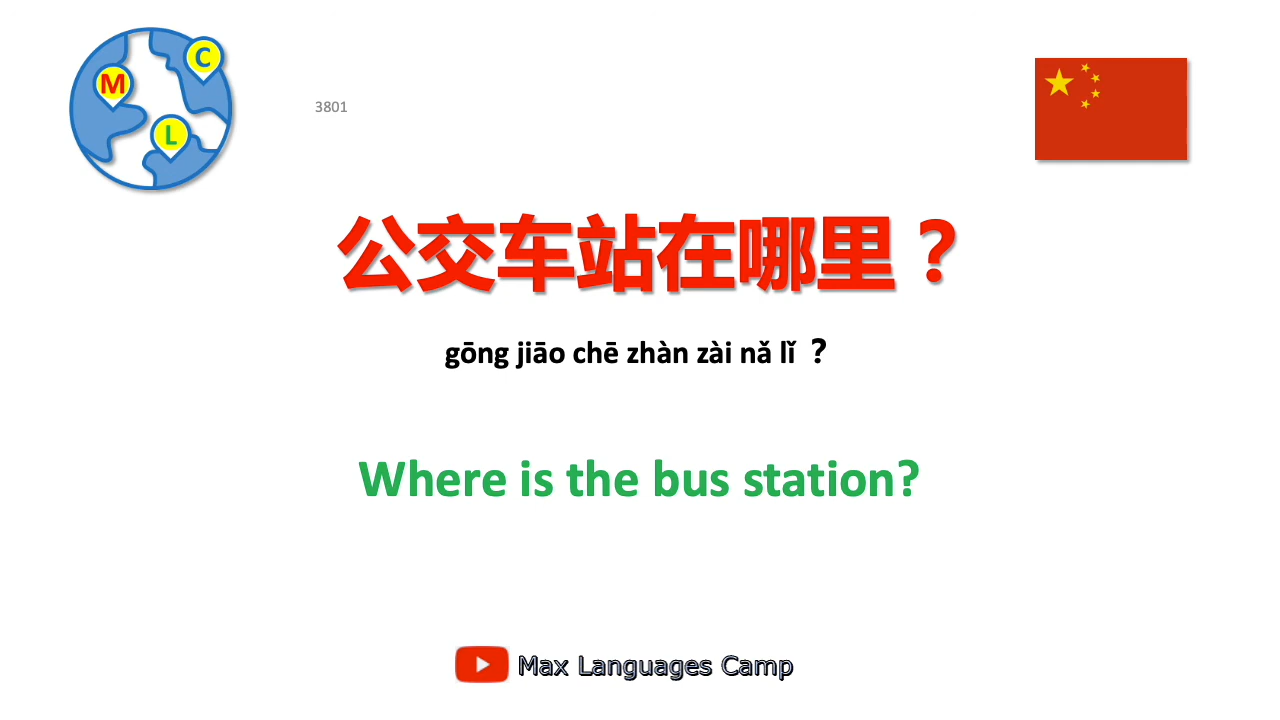 M
C
L
3801
公交车站在哪里？
gōng jiāo chē zhàn zài nǎ lǐ ？
Where is the bus station?
Max Languages Camp